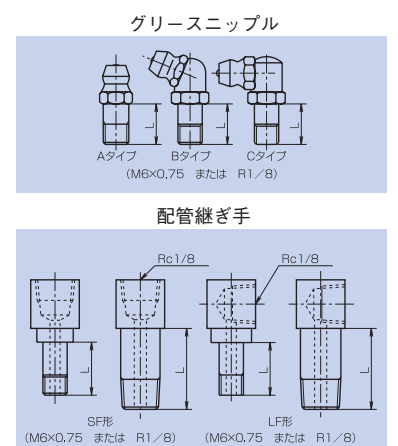 グリースニップル
L L L
Aタイプ Bタイプ Cタイプ
(M6×0.75 または R1/8)
配管継ぎ手
Rc1/8 Rc1/8
L L L L
SF形 LF形
(M6×0.75 または R1/8) (M6×0.75 または R1/8)